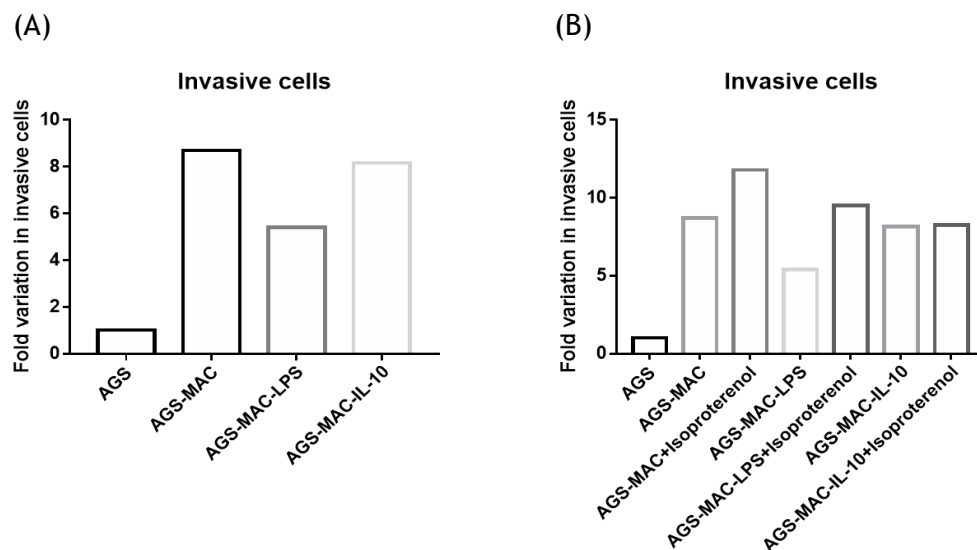 (A)
Invasive cells
Fold variation in invasive cells
10
8
6
4
2
0
AGS
AGS-MAC
AGS-MAC-LPS
AGS-MAC-IL-10
(B)
Invasive cells
Fold variation in invasive cells
15
10
5
0
AGS
AGS-MAC
AGS-MAC+Isoproterenol
AGS-MAC-LPS
AGS-MAC-LPS+Isoproterenol
AGS-MAC-IL-10
AGS-MAC-IL-10+Isoproterenol